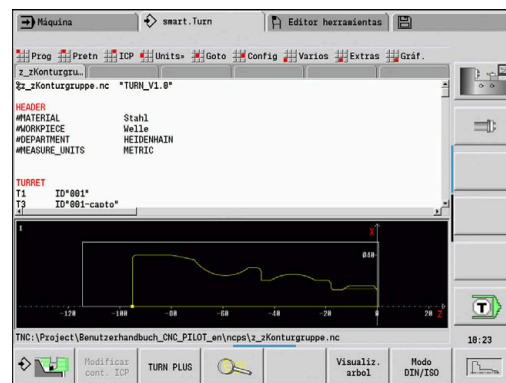 Máquina
smart.Turn
Editor herramientas
Prog Pretn ICP Units» Goto Config Varios Extras Gráf.
z_zKonturgru…
%z_zKonturgruppe.nc "TURN_V1.0"
HEADER
#MATERIAL Stahl
#WORKPIECE Welle
#DEPARTMENT HEIDENHAIN
#MEASURE_UNITS METRIC
TURRET
T1 ID"001"
T3 ID"001-capto"
X
Ø40
-120 -100 -80 -60 -40 -20 0 20 Z
TNC:\Project\Benutzerhandbuch_CNC_PILOT_en\ncps\z_zKonturgruppe.nc
T
10:23
Modificar cont. ICP
TURN PLUS
Visualiz. arbol
Modo DIN/ISO